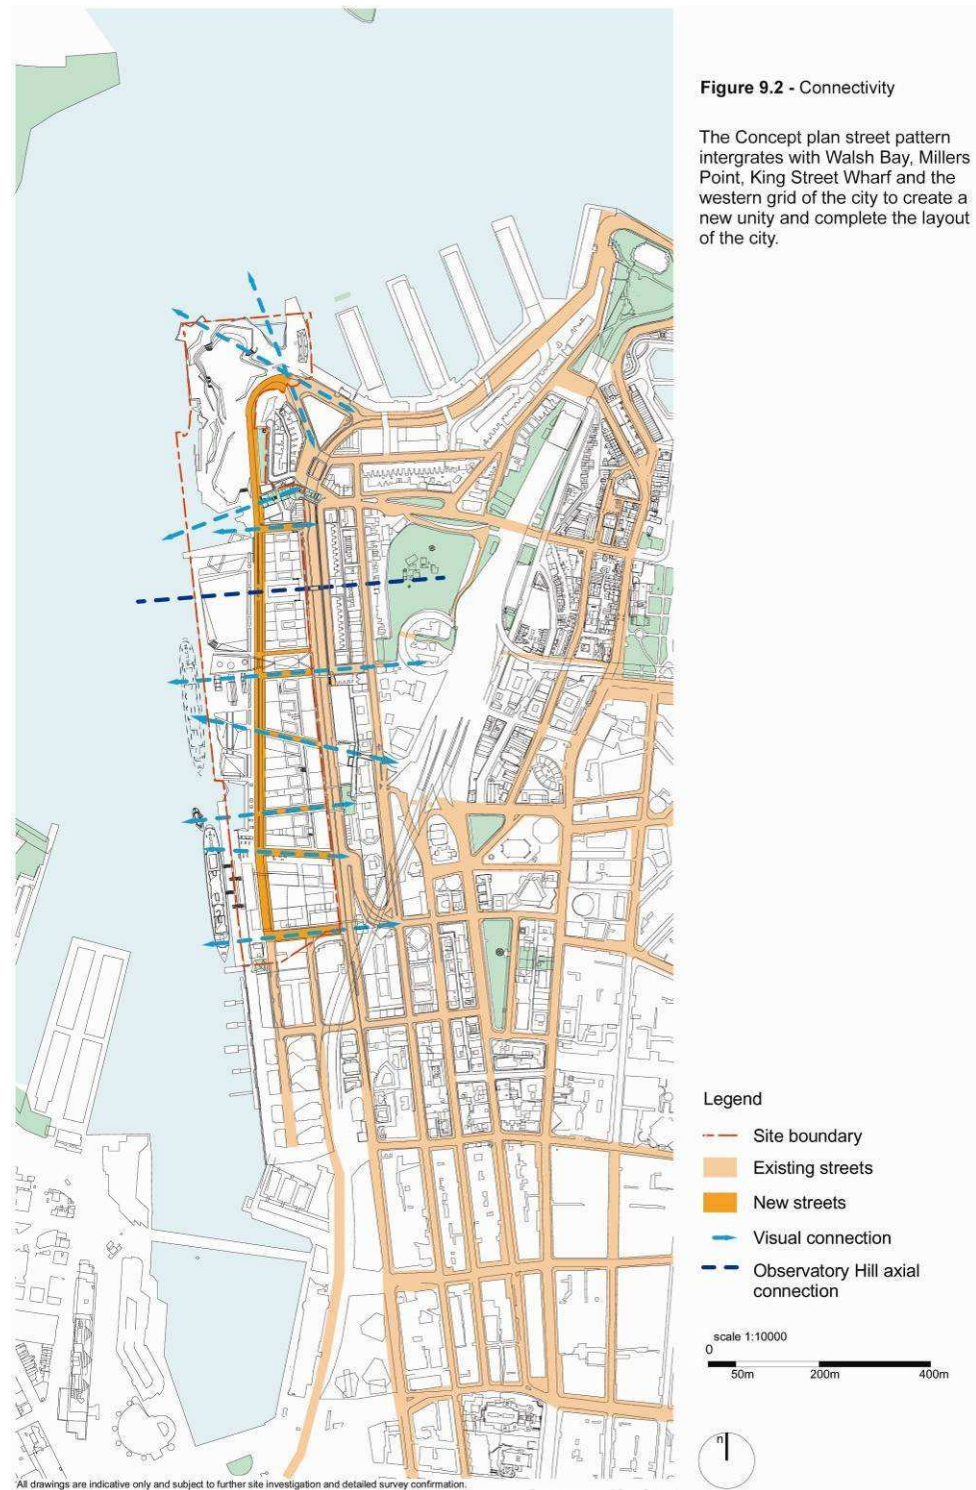 Figure 9.2 - Connectivity
The Concept plan street pattern
intergrates with Walsh Bay, Millers
Point, King Street Wharf and the
western grid of the city to create a
new unity and complete the layout
of the city.
Legend
Site boundary
Existing streets
New streets
Visual connection
Observatory Hill axial
connection
scale 1:10000
0
50m 200m 400m
n
All drawings are indicative only and subject to further site investigation and detailed survey confirmation.